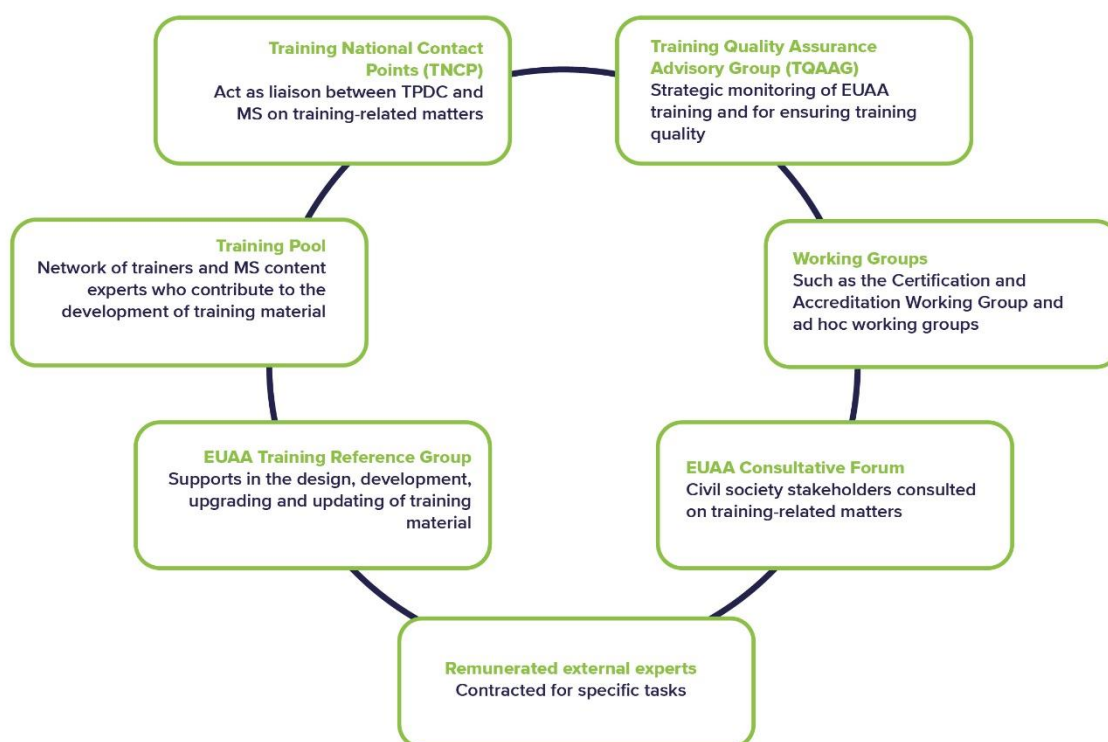 Training National Contact
Points (TNCP)
Act as liaison between TPDC and
MS on training-related matters
Training Quality Assurance
Advisory Group (TQAAG)
Strategic monitoring of EUAA
training and for ensuring training
quality
Training Pool
Network of trainers and MS content
experts who contribute to the
development of training material
Working Groups
Such as the Certification and
Accreditation Working Group and
ad hoc working groups
EUAA Training Reference Group
Supports in the design, development,
upgrading and updating of training
material
EUAA Consultative Forum
Civil society stakeholders consulted
on training-related matters
Remunerated external experts
Contracted for specific tasks